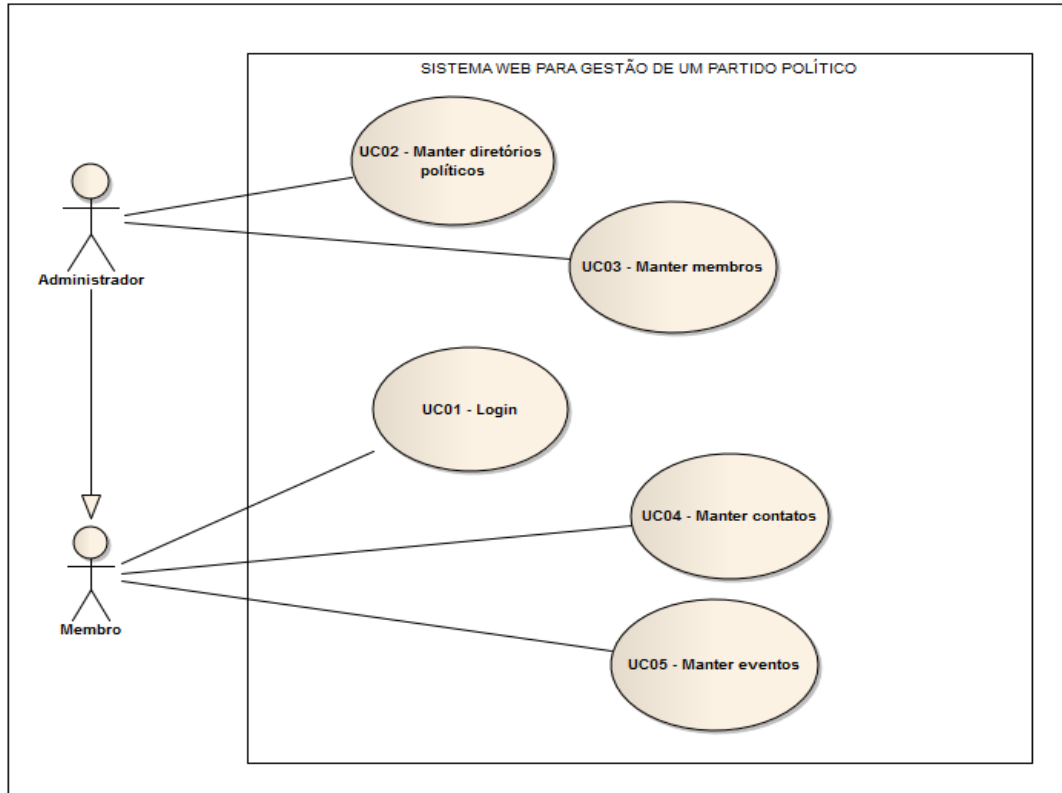 SISTEMA WEB PARA GESTÃO DE UM PARTIDO POLÍTICO
UC02 - Manter diretórios
políticos
UC03 - Manter membros
Administrador
UC01 - Login
UC04 - Manter contatos
Membro
UC05 - Manter eventos